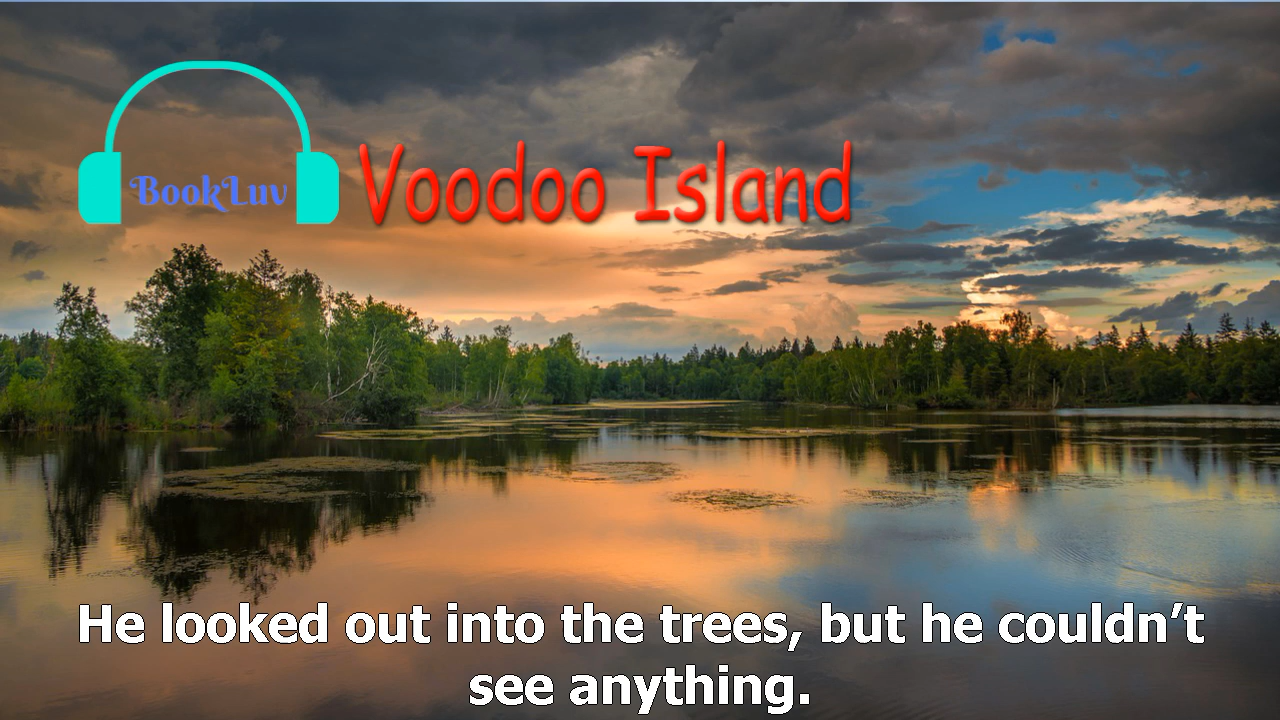 BookLuv
Voodoo Island
He looked out into the trees, but he couldn’t
see anything.